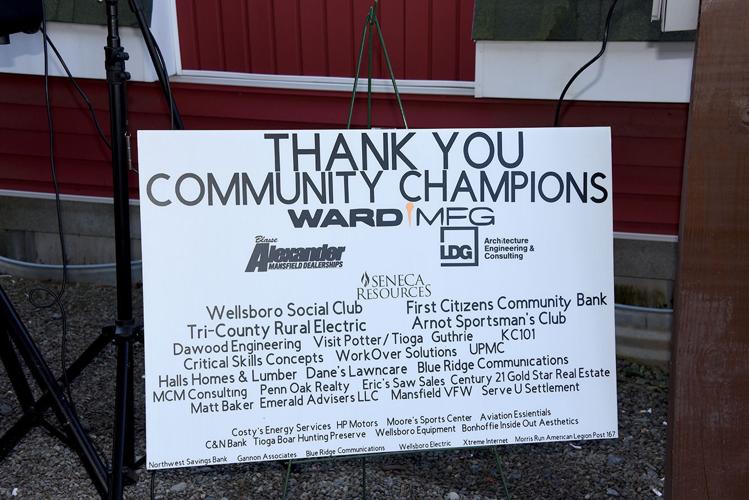 THANK YOU
COMMUNITY CHAMPIONS
WARD MFG
Blaise
Alexander
MANSFIELD DEALERSHIPS
LDG
Architecture
Engineering &
Consulting
SENECA
RESOURCES
Wellsboro Social Club First Citizens Community Bank
Tri-County Rural Electric Arnot Sportsman's Club
Dawood Engineering Visit Potter/Tioga Guthrie KC101
Critical Skills Concepts WorkOver Solutions UPMC
Halls Homes & Lumber Dane's Lawncare Blue Ridge Communications
MCM Consulting Penn Oak Realty Eric's Saw Sales Century 21 Gold Star Real Estate
Matt Baker Emerald Advisers LLC Mansfield VFW Serve U Settlement
Costy's Energy Services HP Motors Moore's Sports Center Aviation Essientials
C&N Bank Tioga Boar Hunting Preserve Wellsboro Equipment Bonhoffie Inside Out Aesthetics
Northwest Savings Bank Gannon Associates Blue Ridge Communications Wellsboro Electric Xtreme Internet Morris Run American Legion Post 167